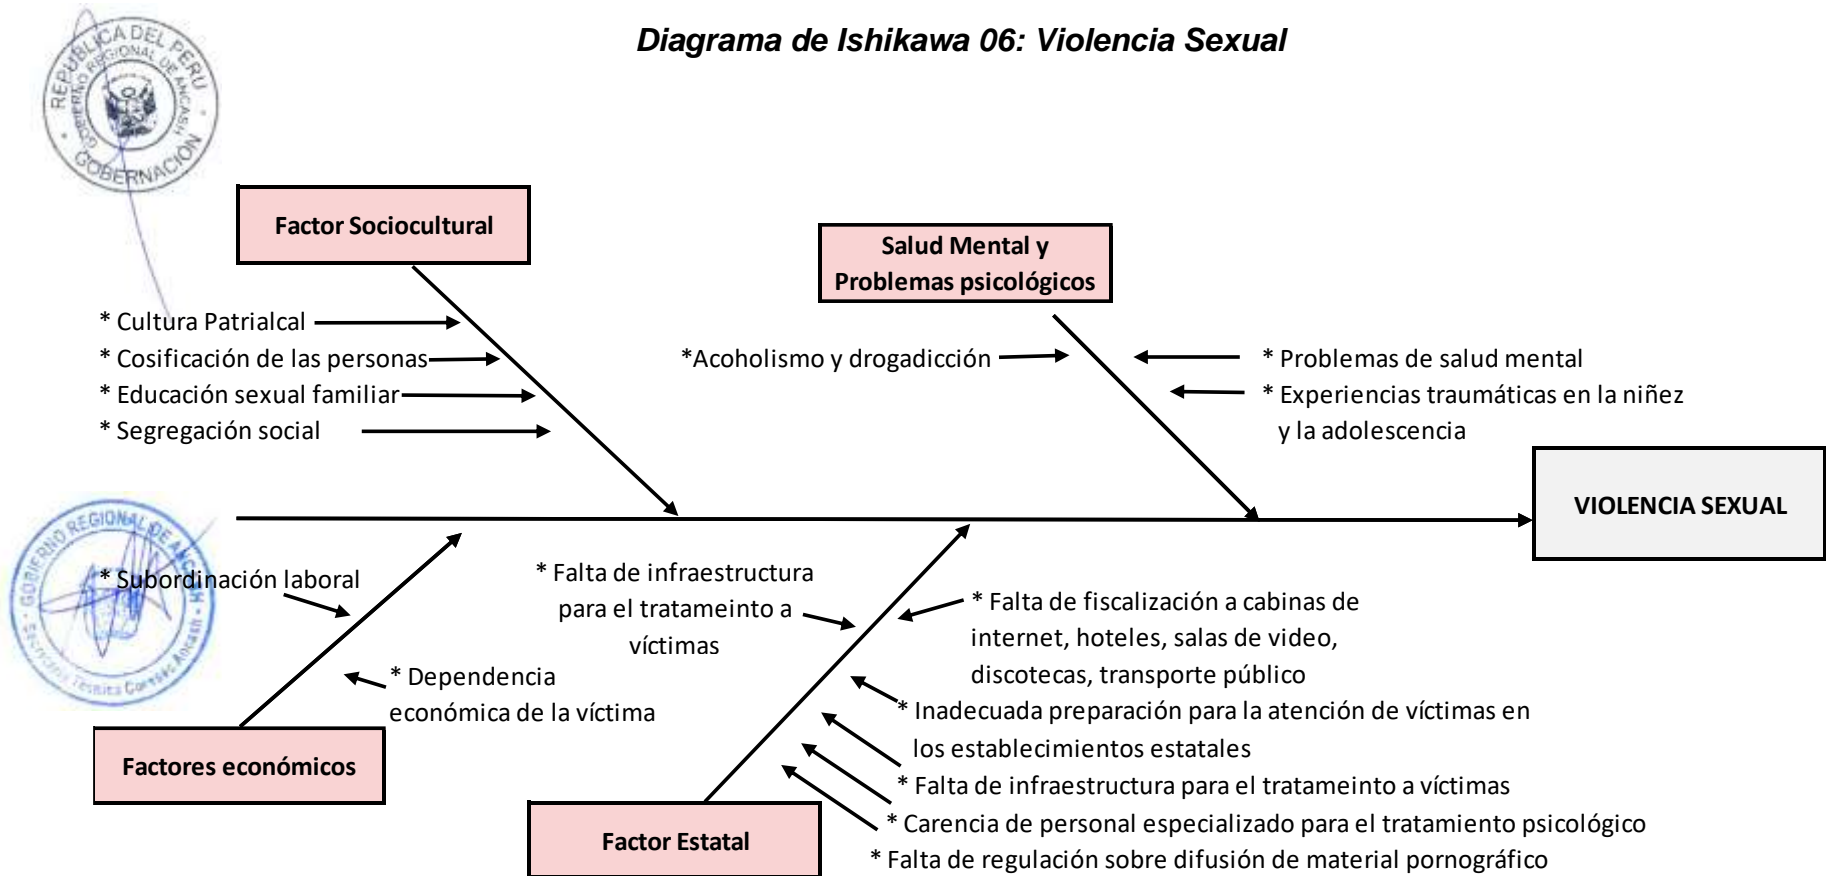 Diagrama de Ishikawa 06: Violencia Sexual
REPÚBLICA DEL PERU
GOBIERNO REGIONAL DE ANCASH
GOBERNACIÓN
Factor Sociocultural
* Cultura Patrialcal
* Cosificación de las personas
* Educación sexual familiar
* Segregación social
Salud Mental y
Problemas psicológicos
*Acoholismo y drogadicción
* Problemas de salud mental
* Experiencias traumáticas en la niñez
y la adolescencia
VIOLENCIA SEXUAL
GOBIERNO REGIONAL DE ANCASH
* Subordinación laboral
* Dependencia
económica de la víctima
Factores económicos
* Falta de infraestructura
para el tratameinto a
víctimas
* Falta de fiscalización a cabinas de
internet, hoteles, salas de video,
discotecas, transporte público
* Inadecuada preparación para la atención de víctimas en
los establecimientos estatales
* Falta de infraestructura para el tratameinto a víctimas
* Carencia de personal especializado para el tratamiento psicológico
* Falta de regulación sobre difusión de material pornográfico
Factor Estatal